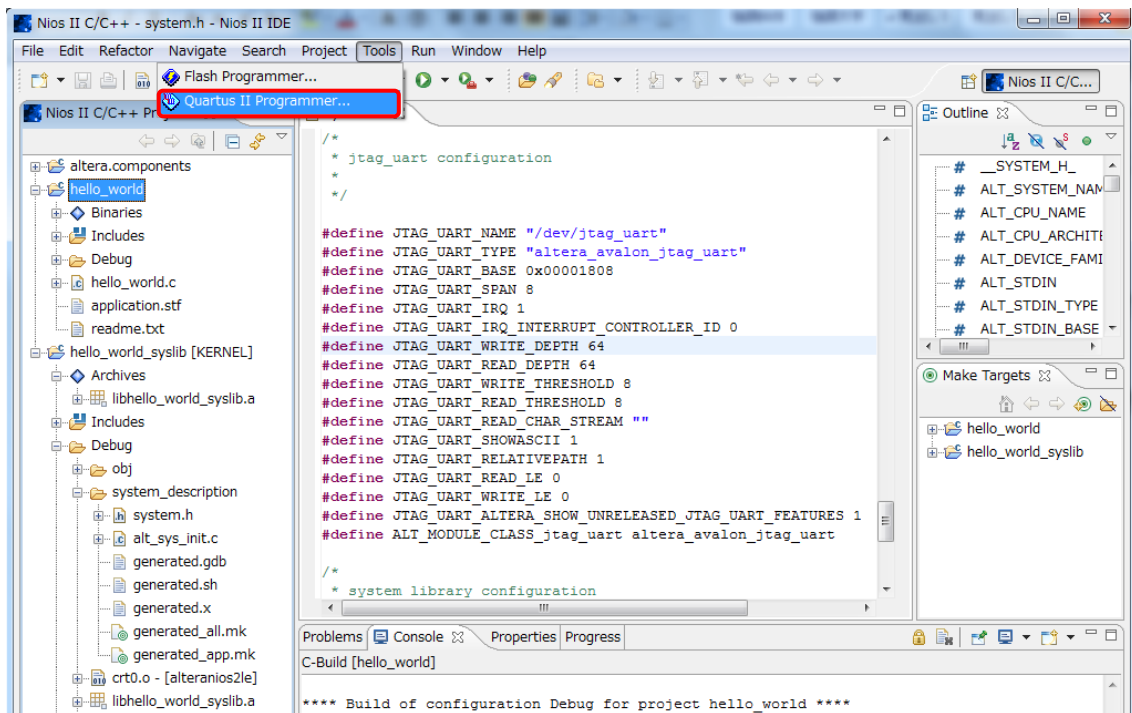 Nios II C/C++ - system.h - Nios II IDE
File Edit Refactor Navigate Search Project Tools Run Window Help
Flash Programmer...
Quartus II Programmer...
Nios II C/C...
Nios II C/C++
altera.components
hello_world
Binaries
Includes
Debug
hello_world.c
application.stf
readme.txt
hello_world_syslib [KERNEL]
Archives
libhello_world_syslib.a
Includes
Debug
obj
system_description
system.h
alt_sys_init.c
generated.gdb
generated.sh
generated.x
generated_all.mk
generated_app.mk
crt0.o - [alteranios2le]
libhello_world_syslib.a
/*
* jtag_uart configuration
*
*/
#define JTAG_UART_NAME "/dev/jtag_uart"
#define JTAG_UART_TYPE "altera_avalon_jtag_uart"
#define JTAG_UART_BASE 0x00001808
#define JTAG_UART_SPAN 8
#define JTAG_UART_IRQ 1
#define JTAG_UART_IRQ_INTERRUPT_CONTROLLER_ID 0
#define JTAG_UART_WRITE_DEPTH 64
#define JTAG_UART_READ_DEPTH 64
#define JTAG_UART_WRITE_THRESHOLD 8
#define JTAG_UART_READ_THRESHOLD 8
#define JTAG_UART_READ_CHAR_STREAM ""
#define JTAG_UART_SHOWASCII 1
#define JTAG_UART_RELATIVEPATH 1
#define JTAG_UART_READ_LE 0
#define JTAG_UART_WRITE_LE 0
#define JTAG_UART_ALTERA_SHOW_UNRELEASED_JTAG_UART_FEATURES 1
#define ALT_MODULE_CLASS_jtag_uart altera_avalon_jtag_uart
/*
* system library configuration
Outline
# __SYSTEM_H_
# ALT_SYSTEM_NAM
# ALT_CPU_NAME
# ALT_CPU_ARCHITE
# ALT_DEVICE_FAMI
# ALT_STDIN
# ALT_STDIN_TYPE
# ALT_STDIN_BASE
Make Targets
hello_world
hello_world_syslib
Problems Console Properties Progress
C-Build [hello_world]
**** Build of configuration Debug for project hello_world ****